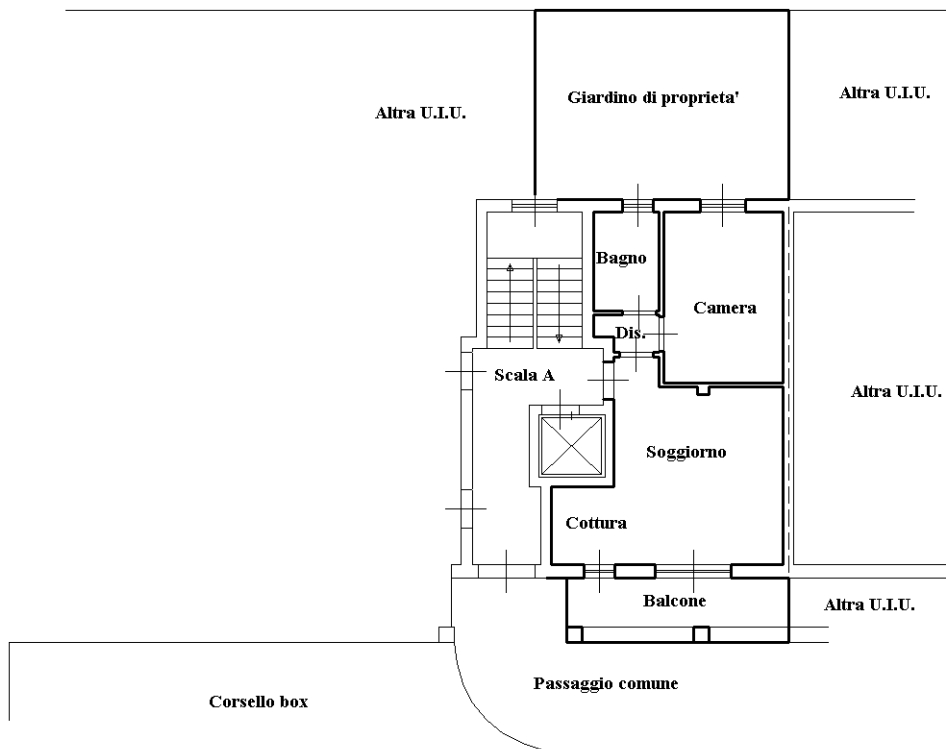 Giardino di proprieta'
Altra U.I.U.
Altra U.I.U.
Bagno
Camera
Dis.
Scala A
Altra U.I.U.
Soggiorno
Cottura
Balcone
Altra U.I.U.
Passaggio comune
Corsello box